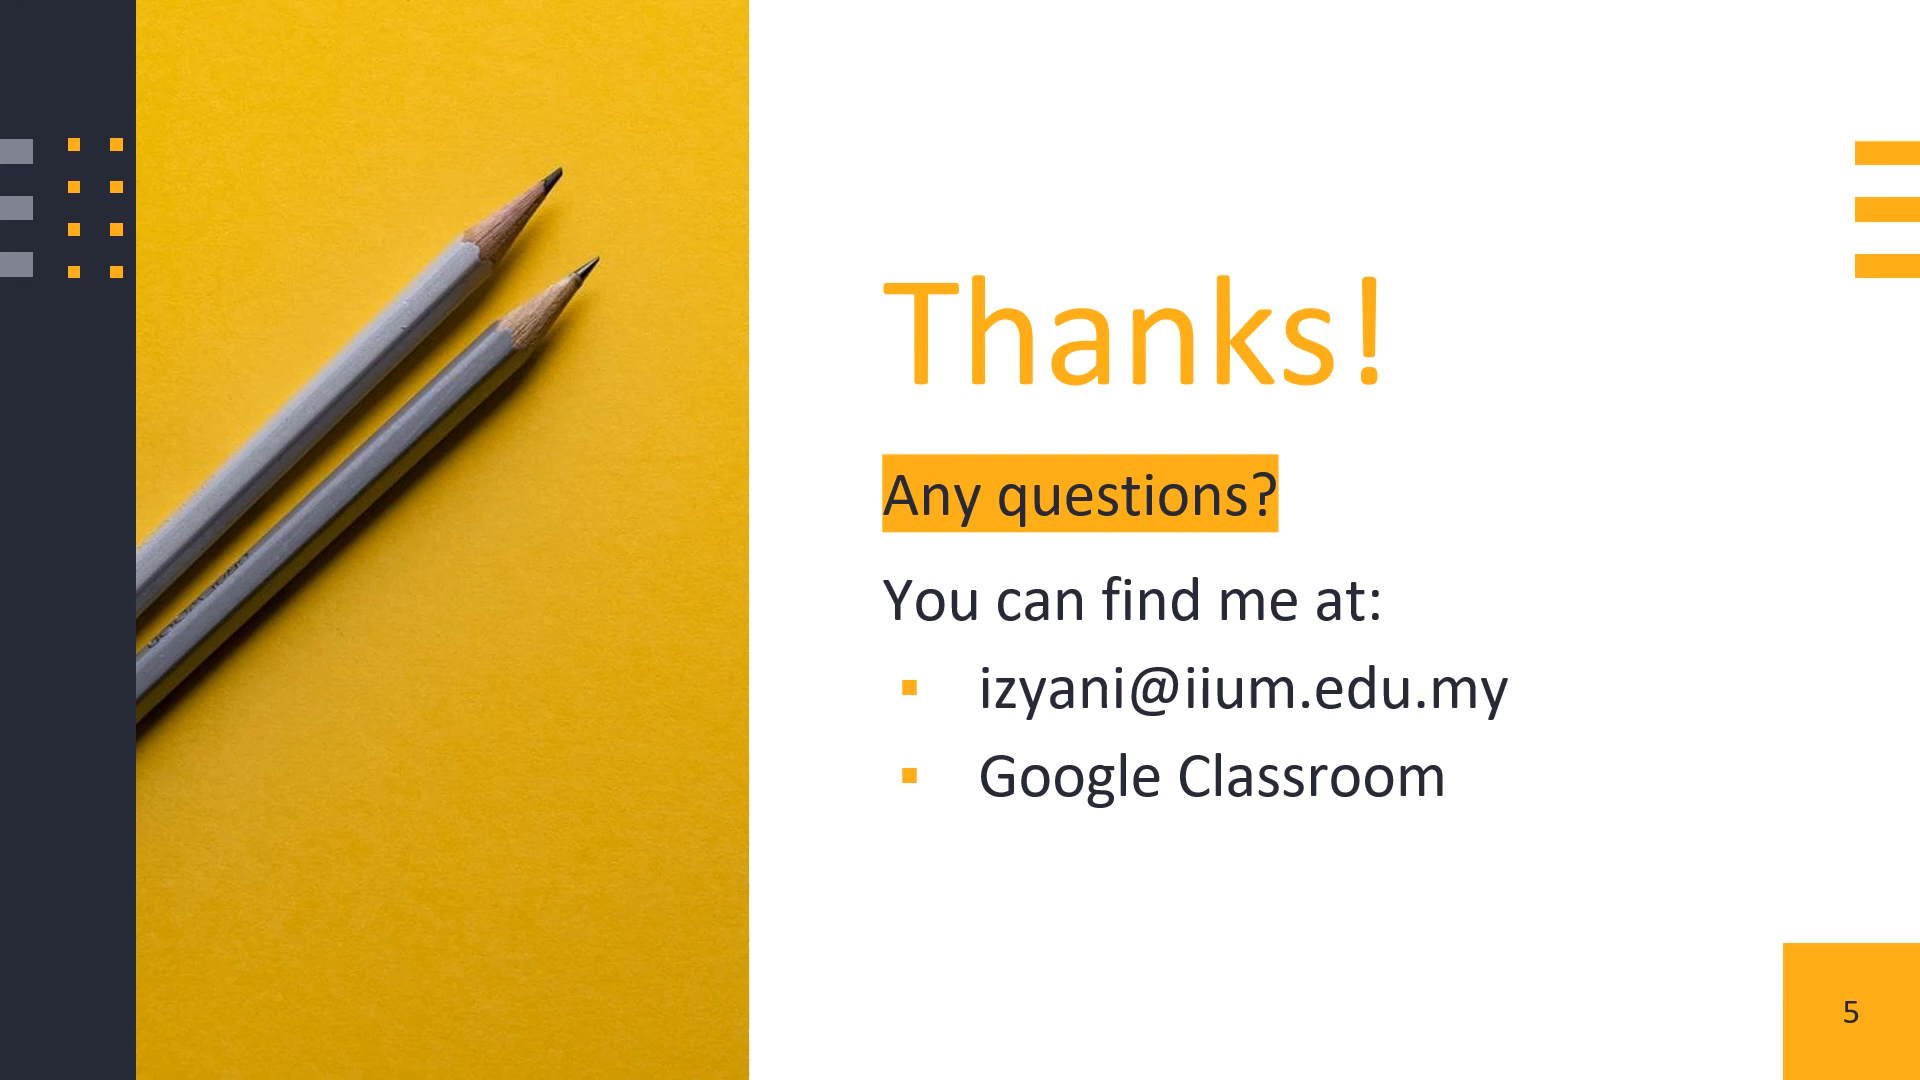 Thanks!
Any questions?
You can find me at:
▪ izyani@iium.edu.my
▪ Google Classroom
5